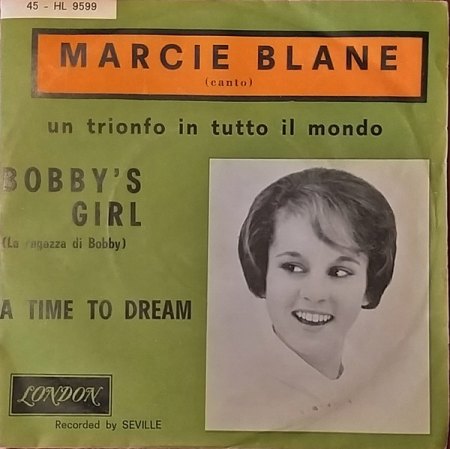 45 - HL 9599
MARCIE BLANE
(canto)
un trionfo in tutto il mondo
BOBBY'S
GIRL
(La ragazza di Bobby)
A TIME TO DREAM
LONDON
Recorded by SEVILLE